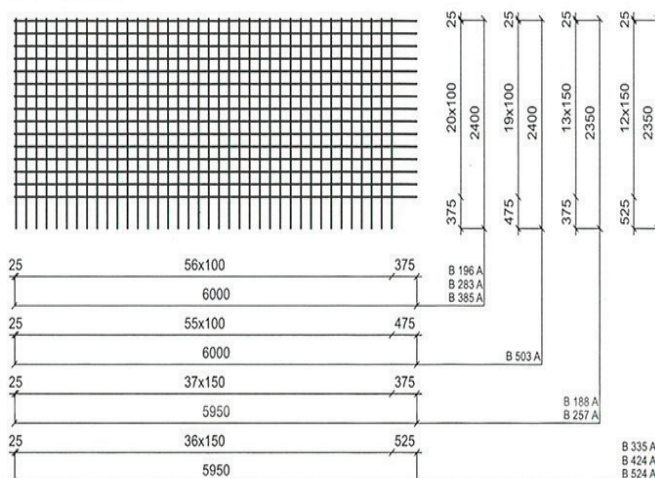 25
20x100
2400
375
25
19x100
2400
475
25
13x150
2350
375
25
12x150
2350
525
25 56x100 375
6000
B 196 A
B 283 A
B 385 A
25 55x100 475
6000
B 503 A
25 37x150 375
5950
B 188 A
B 257 A
25 36x150 525
5950
B 335 A
B 424 A
B 524 A